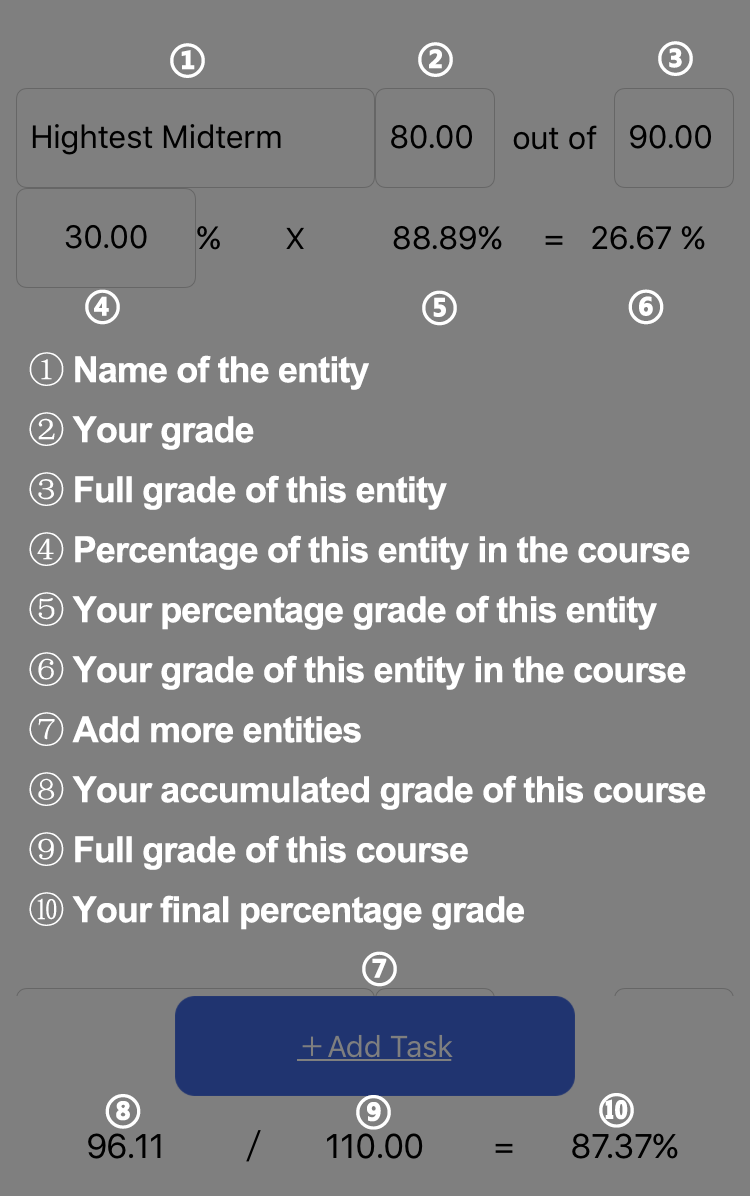 ① ② ③
Hightest Midterm 80.00 out of 90.00
30.00 % X 88.89% = 26.67 %
④ ⑤ ⑥
① Name of the entity
② Your grade
③ Full grade of this entity
④ Percentage of this entity in the course
⑤ Your percentage grade of this entity
⑥ Your grade of this entity in the course
⑦ Add more entities
⑧ Your accumulated grade of this course
⑨ Full grade of this course
⑩ Your final percentage grade
⑦
+Add Task
⑧ ⑨ ⑩
96.11 / 110.00 = 87.37%